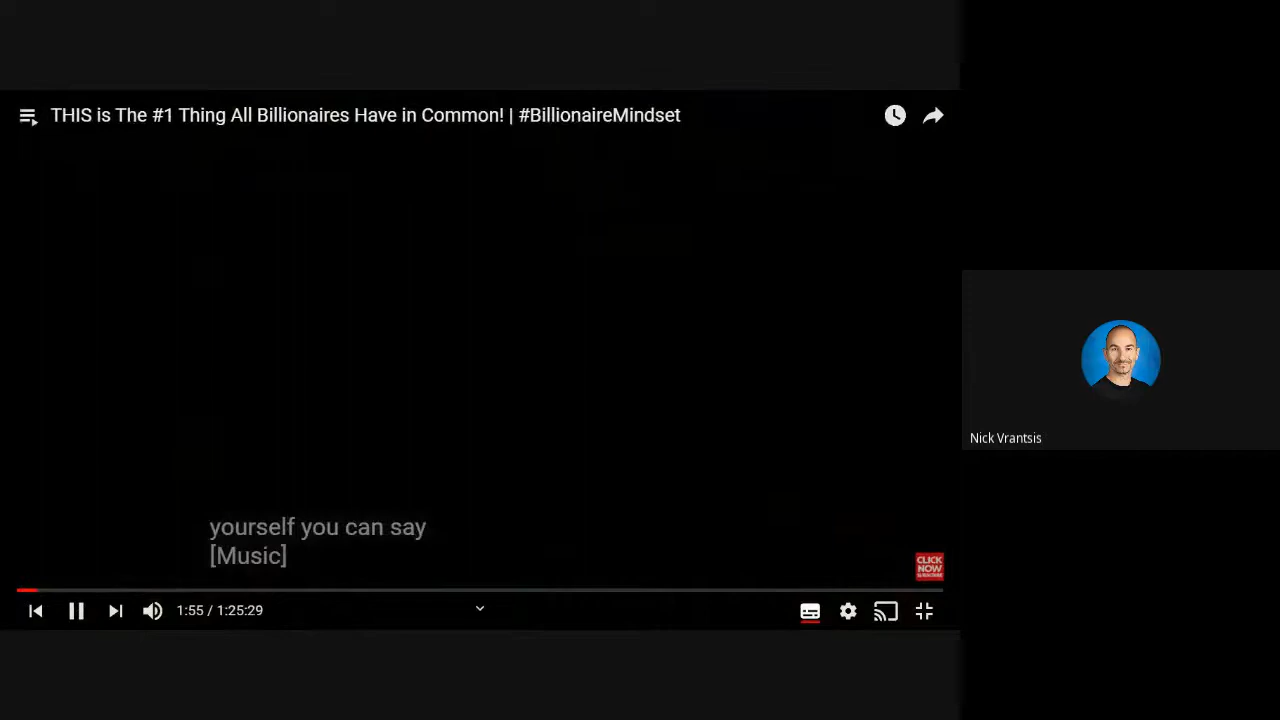 THIS is The #1 Thing All Billionaires Have in Common! | #BillionaireMindset
Nick Vrantsis
yourself you can say
[Music]
CLICK
NOW
1:55 / 1:25:29